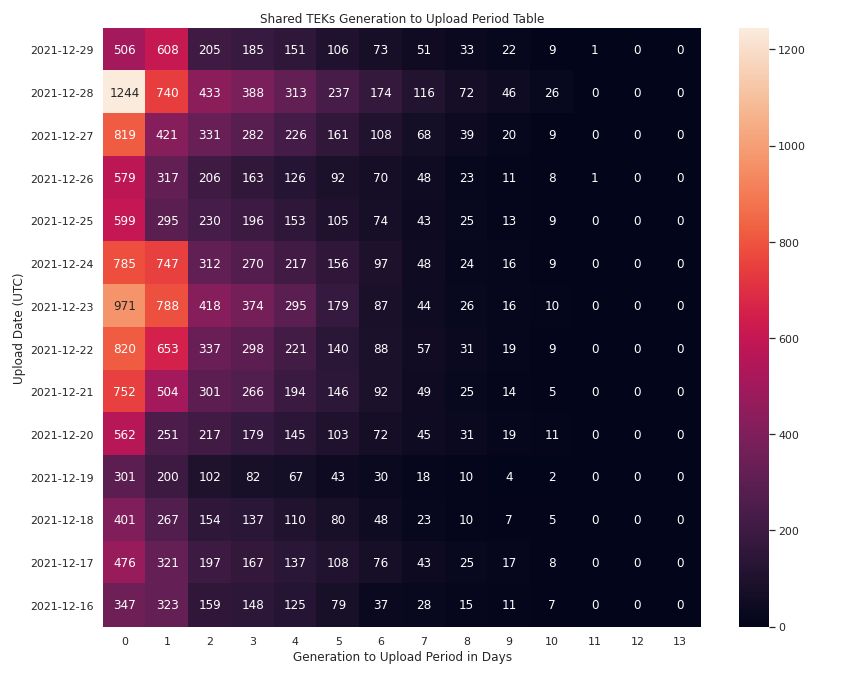 Shared TEKs Generation to Upload Period Table
Upload Date (UTC)
2021-12-29 506 608 205 185 151 106 73 51 33 22 9 1 0 0
2021-12-28 1244 740 433 388 313 237 174 116 72 46 26 0 0 0
2021-12-27 819 421 331 282 226 161 108 68 39 20 9 0 0 0
2021-12-26 579 317 206 163 126 92 70 48 23 11 8 1 0 0
2021-12-25 599 295 230 196 153 105 74 43 25 13 9 0 0 0
2021-12-24 785 747 312 270 217 156 97 48 24 16 9 0 0 0
2021-12-23 971 788 418 374 295 179 87 44 26 16 10 0 0 0
2021-12-22 820 653 337 298 221 140 88 57 31 19 9 0 0 0
2021-12-21 752 504 301 266 194 146 92 49 25 14 5 0 0 0
2021-12-20 562 251 217 179 145 103 72 45 31 19 11 0 0 0
2021-12-19 301 200 102 82 67 43 30 18 10 4 2 0 0 0
2021-12-18 401 267 154 137 110 80 48 23 10 7 5 0 0 0
2021-12-17 476 321 197 167 137 108 76 43 25 17 8 0 0 0
2021-12-16 347 323 159 148 125 79 37 28 15 11 7 0 0 0
0 1 2 3 4 5 6 7 8 9 10 11 12 13
Generation to Upload Period in Days
1200
1000
800
600
400
200
0